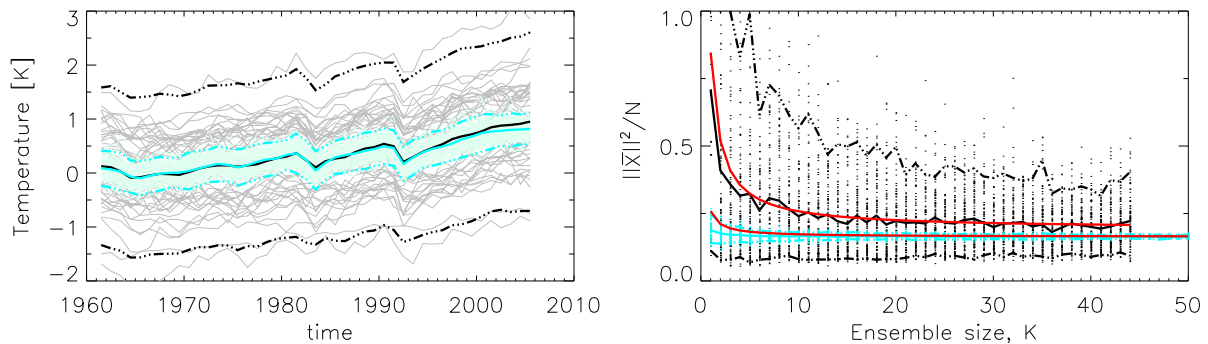 3
2
1
0
−1
−2
Temperature [K]
1960 1970 1980 1990 2000 2010
time
1.0
0.5
0.0
||X̅||²/N
0 10 20 30 40 50
Ensemble size, K